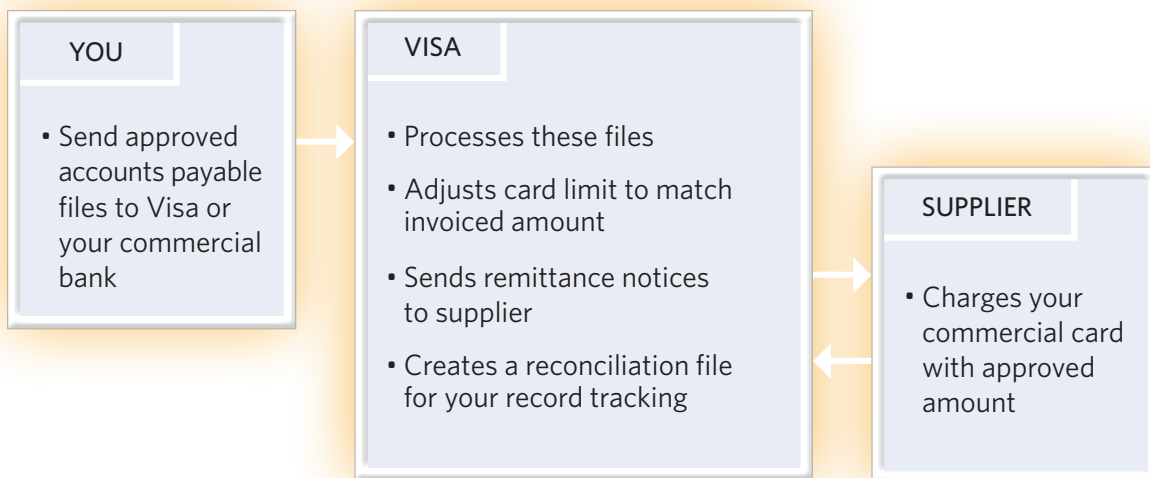 YOU
• Send approved
accounts payable
files to Visa or
your commercial
bank
VISA
• Processes these files
• Adjusts card limit to match
invoiced amount
• Sends remittance notices
to supplier
• Creates a reconciliation file
for your record tracking
SUPPLIER
• Charges your
commercial card
with approved
amount